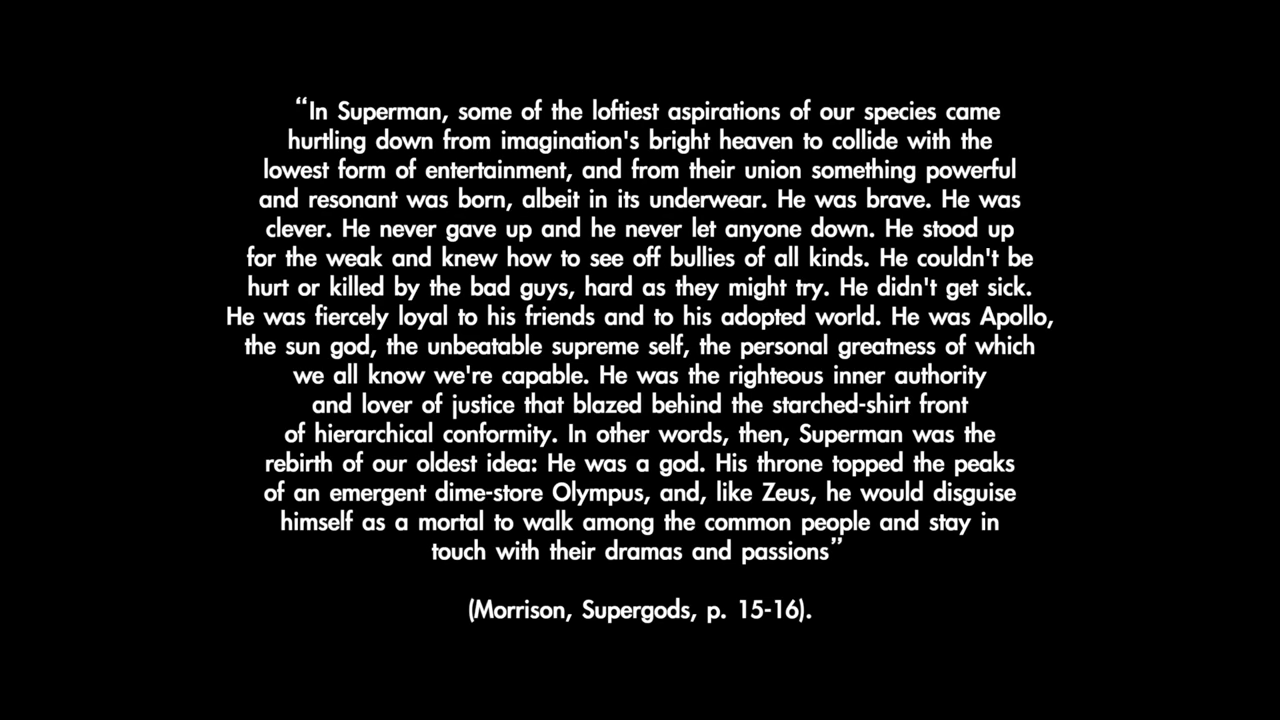 “In Superman, some of the loftiest aspirations of our species came
hurtling down from imagination's bright heaven to collide with the
lowest form of entertainment, and from their union something powerful
and resonant was born, albeit in its underwear. He was brave. He was
clever. He never gave up and he never let anyone down. He stood up
for the weak and knew how to see off bullies of all kinds. He couldn't be
hurt or killed by the bad guys, hard as they might try. He didn't get sick.
He was fiercely loyal to his friends and to his adopted world. He was Apollo,
the sun god, the unbeatable supreme self, the personal greatness of which
we all know we're capable. He was the righteous inner authority
and lover of justice that blazed behind the starched-shirt front
of hierarchical conformity. In other words, then, Superman was the
rebirth of our oldest idea: He was a god. His throne topped the peaks
of an emergent dime-store Olympus, and, like Zeus, he would disguise
himself as a mortal to walk among the common people and stay in
touch with their dramas and passions”
(Morrison, Supergods, p. 15-16).